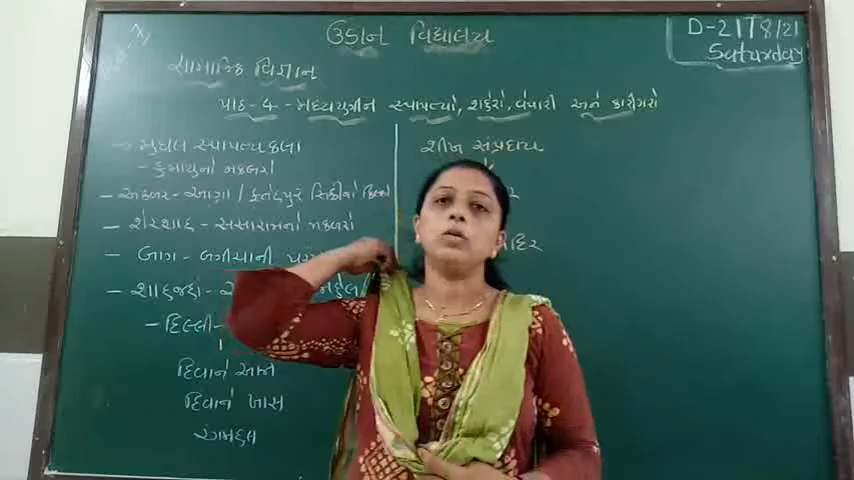 ઉડાન વિદ્યાલય
D-21/8/21
Saturday
સામાજિક વિજ્ઞાન
પાઠ-4 - મધ્યયુગીન સ્થાપત્યો, શહેરો, વેપારી અને કારીગરો
→ મુઘલ સ્થાપત્યકલા
- હુમાયુનો મકબરો
- અકબર - આગ્રા / ફતેહપુર સિક્રીનો કિલ્લો
- શેરશાહ - સસારામનો મકબરો
- બાગ - બગીચાની
- શાહજહાં -
- દિલ્લી -
દિવાને આમ
દિવાને ખાસ
રંગમહેલ
શીખ સંપ્રદાય